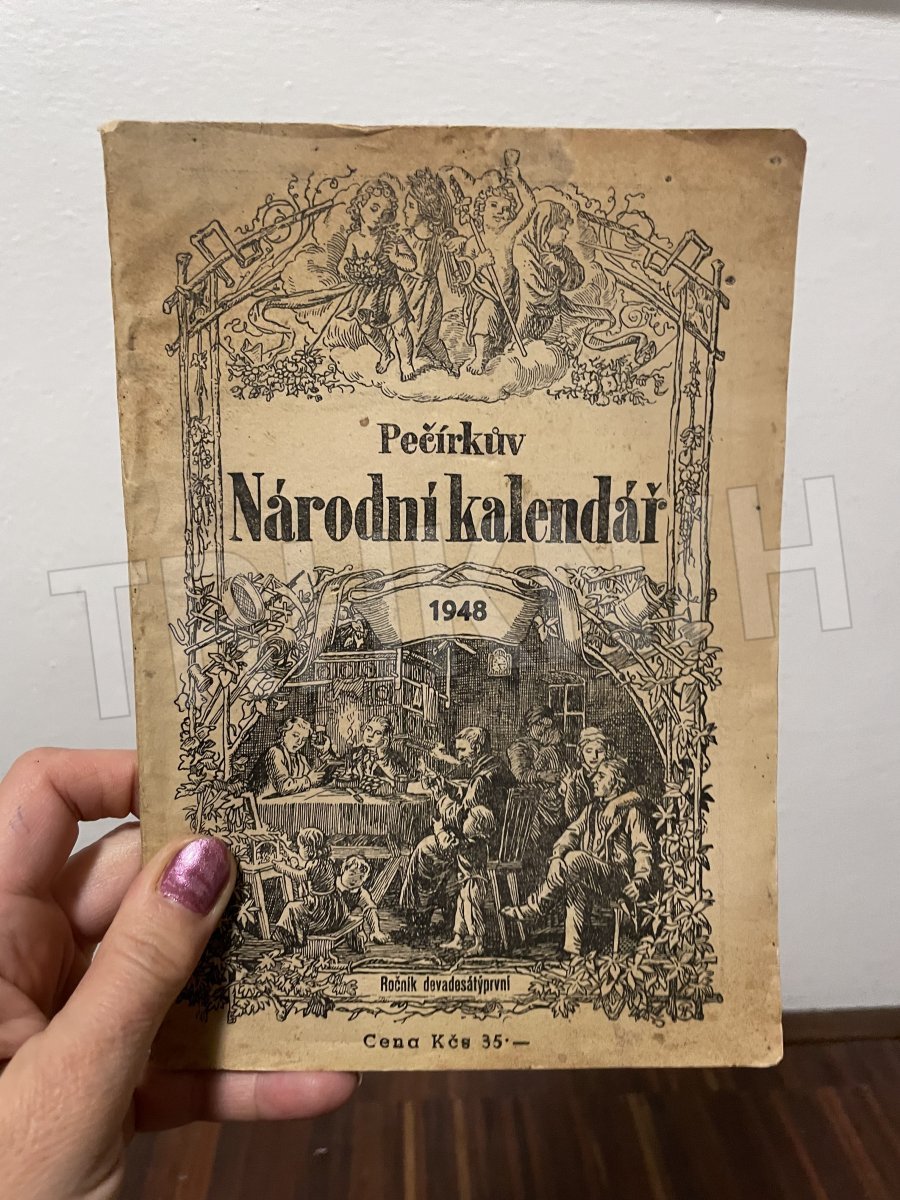 Pečírkův
Národní kalendář
1948
Ročník devadesátýprvní
Cena Kčs 35·—